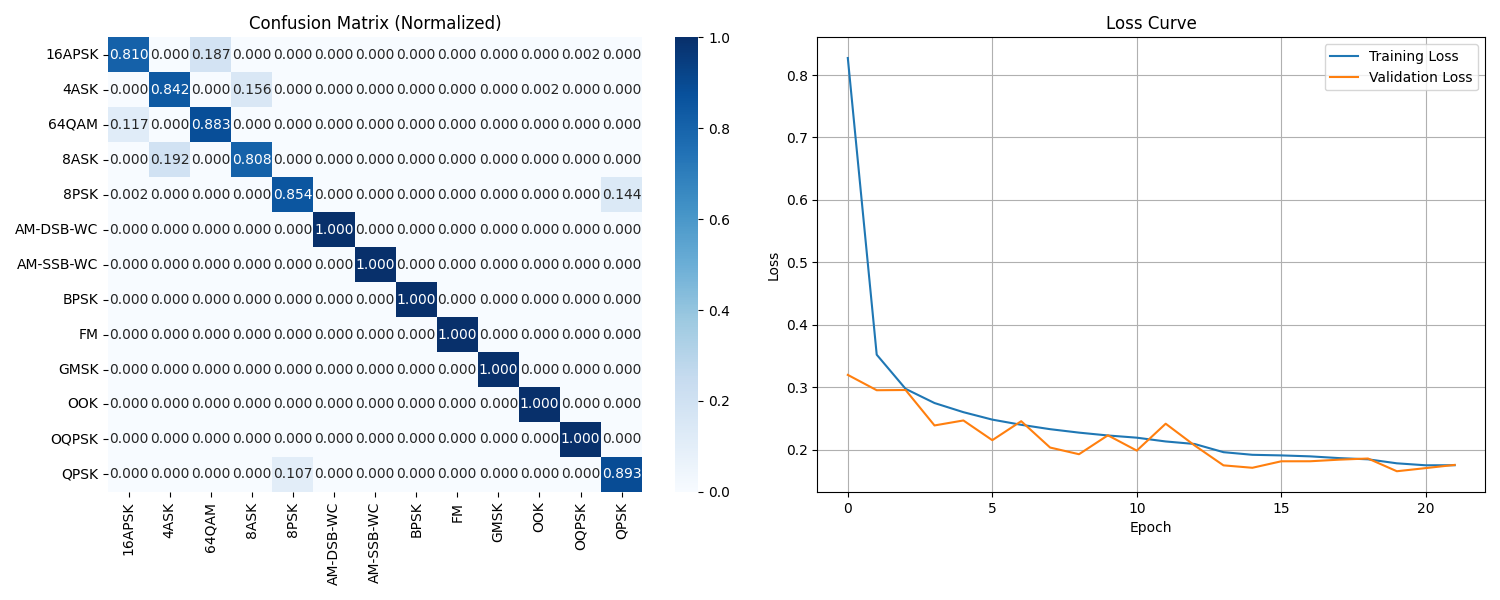 Confusion Matrix (Normalized)
16APSK 0.810 0.000 0.187 0.000 0.000 0.000 0.000 0.000 0.000 0.000 0.000 0.002 0.000
4ASK 0.000 0.842 0.000 0.156 0.000 0.000 0.000 0.000 0.000 0.000 0.002 0.000 0.000
64QAM 0.117 0.000 0.883 0.000 0.000 0.000 0.000 0.000 0.000 0.000 0.000 0.000 0.000
8ASK 0.000 0.192 0.000 0.808 0.000 0.000 0.000 0.000 0.000 0.000 0.000 0.000 0.000
8PSK 0.002 0.000 0.000 0.000 0.854 0.000 0.000 0.000 0.000 0.000 0.000 0.000 0.144
AM-DSB-WC 0.000 0.000 0.000 0.000 0.000 1.000 0.000 0.000 0.000 0.000 0.000 0.000 0.000
AM-SSB-WC 0.000 0.000 0.000 0.000 0.000 0.000 1.000 0.000 0.000 0.000 0.000 0.000 0.000
BPSK 0.000 0.000 0.000 0.000 0.000 0.000 0.000 1.000 0.000 0.000 0.000 0.000 0.000
FM 0.000 0.000 0.000 0.000 0.000 0.000 0.000 0.000 1.000 0.000 0.000 0.000 0.000
GMSK 0.000 0.000 0.000 0.000 0.000 0.000 0.000 0.000 0.000 1.000 0.000 0.000 0.000
OOK 0.000 0.000 0.000 0.000 0.000 0.000 0.000 0.000 0.000 0.000 1.000 0.000 0.000
OQPSK 0.000 0.000 0.000 0.000 0.000 0.000 0.000 0.000 0.000 0.000 0.000 1.000 0.000
QPSK 0.000 0.000 0.000 0.000 0.107 0.000 0.000 0.000 0.000 0.000 0.000 0.000 0.893
16APSK 4ASK 64QAM 8ASK 8PSK AM-DSB-WC AM-SSB-WC BPSK FM GMSK OOK OQPSK QPSK
1.0
0.8
0.6
0.4
0.2
0.0
Loss Curve
Training Loss
Validation Loss
Loss
0.8
0.7
0.6
0.5
0.4
0.3
0.2
0 5 10 15 20
Epoch